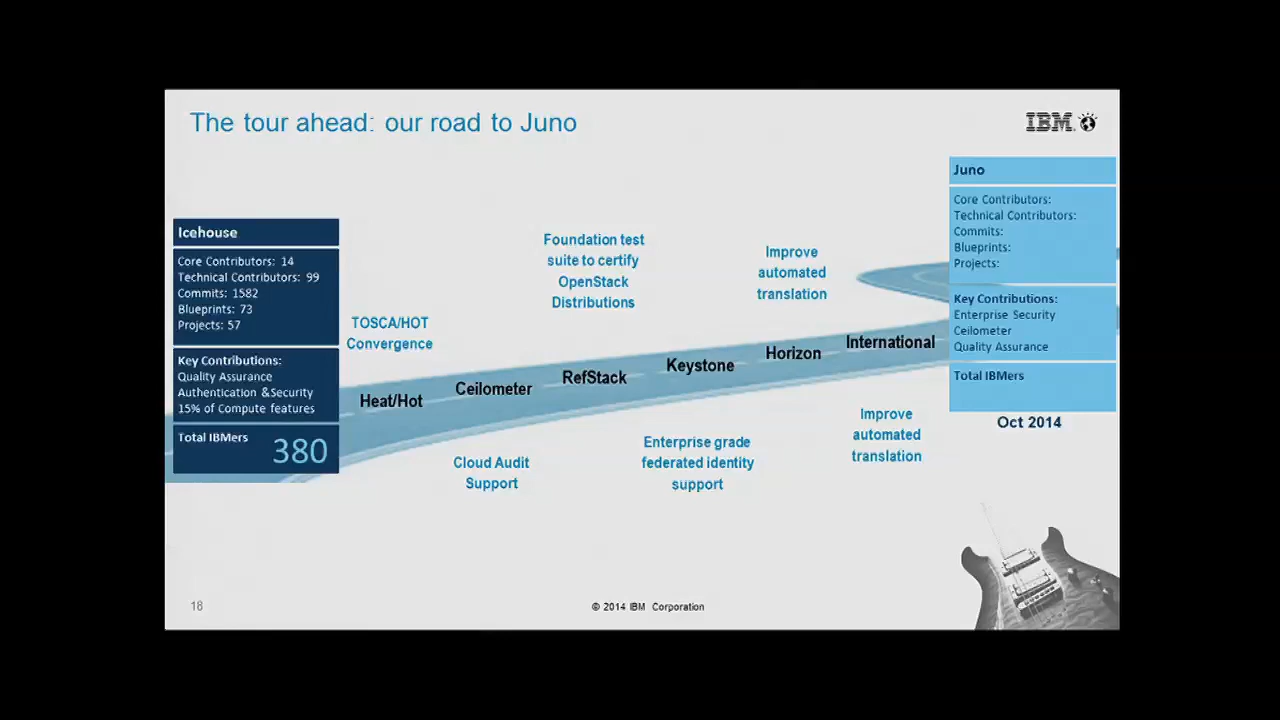 The tour ahead: our road to Juno
IBM
Icehouse
Core Contributors: 14
Technical Contributors: 99
Commits: 1582
Blueprints: 73
Projects: 57
Key Contributions:
Quality Assurance
Authentication &Security
15% of Compute features
Total IBMers
380
TOSCA/HOT
Convergence
Heat/Hot
Ceilometer
Cloud Audit
Support
Foundation test
suite to certify
OpenStack
Distributions
RefStack
Keystone
Enterprise grade
federated identity
support
Improve
automated
translation
Horizon
International
Improve
automated
translation
Juno
Core Contributors:
Technical Contributors:
Commits:
Blueprints:
Projects:
Key Contributions:
Enterprise Security
Ceilometer
Quality Assurance
Total IBMers
Oct 2014
18
© 2014 IBM Corporation